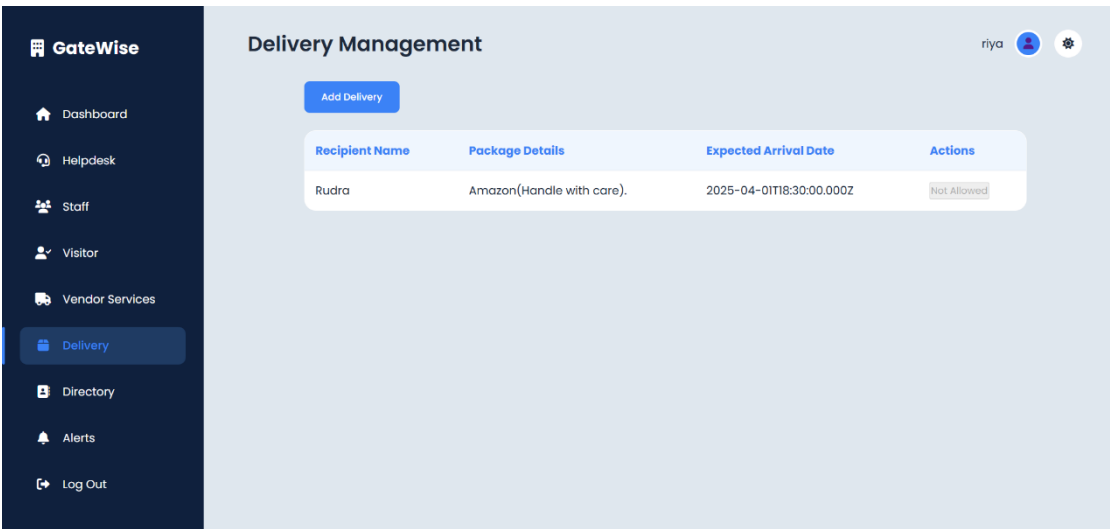 GateWise
Dashboard
Helpdesk
Staff
Visitor
Vendor Services
Delivery
Directory
Alerts
Log Out
Delivery Management
riya
Add Delivery
Recipient Name Package Details Expected Arrival Date Actions
Rudra Amazon(Handle with care). 2025-04-01T18:30:00.000Z Not Allowed